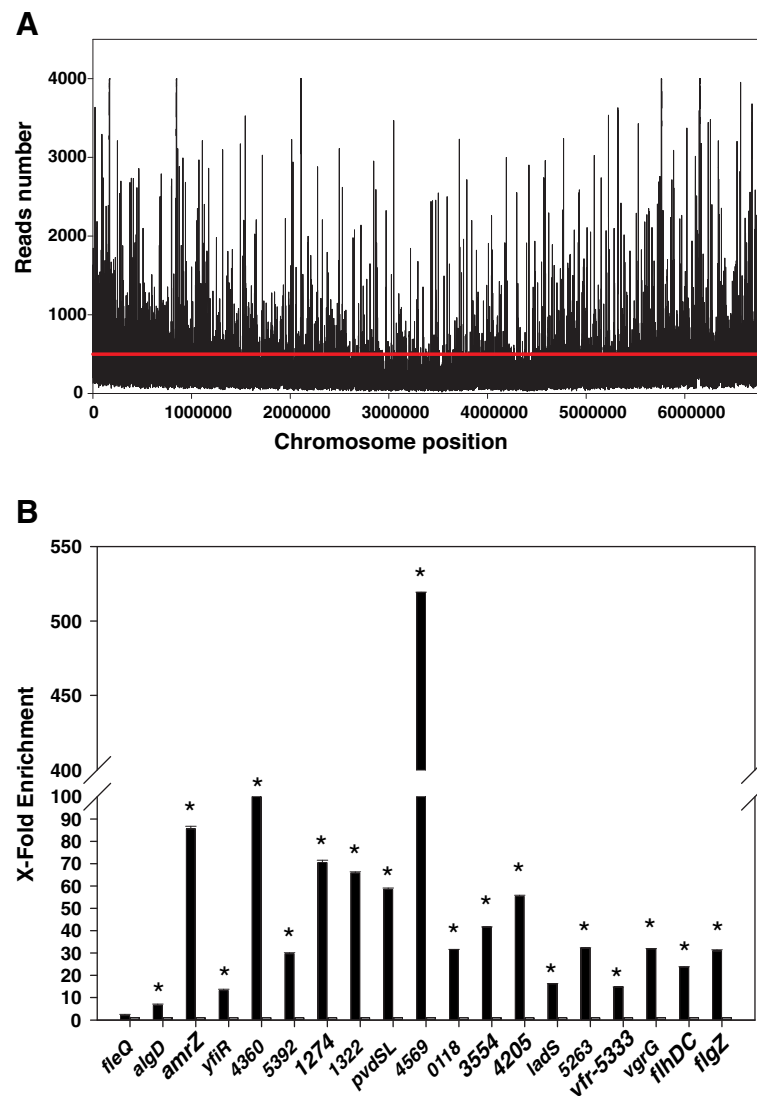 A
4000
3000
2000
1000
0
Reads number
0 1000000 2000000 3000000 4000000 5000000 6000000
Chromosome position
B
550
500
450
400
100
90
80
70
60
50
40
30
20
10
0
X-Fold Enrichment
* * * * * * * * * * * * * * * * * *
fleQ algD amrZ yfiR 4360 5392 1274 1322 pvdSL 4569 0118 3554 4205 ladS 5263 vfr-5333 vgrG flhDC flgZ